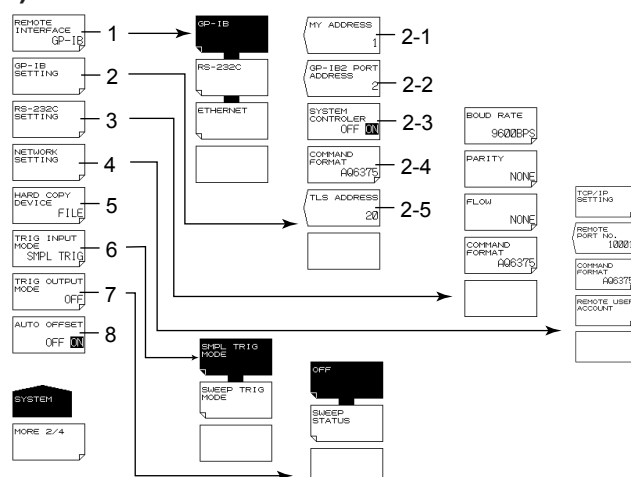 REMOTE
INTERFACE
GP-IB
1
GP-IB
SETTING
2
RS-232C
SETTING
3
NETWORK
SETTING
4
HARD COPY
DEVICE
FILE
5
TRIG INPUT
MODE
SMPL TRIG
6
TRIG OUTPUT
MODE
OFF
7
AUTO OFFSET
OFF ON
8
SYSTEM
MORE 2/4
GP-IB
RS-232C
ETHERNET
MY ADDRESS
1
2-1
GP-IB2 PORT
ADDRESS
2
2-2
SYSTEM
CONTROLER
OFF ON
2-3
COMMAND
FORMAT
AQ6375
2-4
TLS ADDRESS
20
2-5
BOUD RATE
9600BPS
PARITY
NONE
FLOW
NONE
COMMAND
FORMAT
AQ6375
TCP/IP
SETTING
REMOTE
PORT NO.
10001
COMMAND
FORMAT
AQ6375
REMOTE USER
ACCOUNT
SMPL TRIG
MODE
SWEEP TRIG
MODE
OFF
SWEEP
STATUS